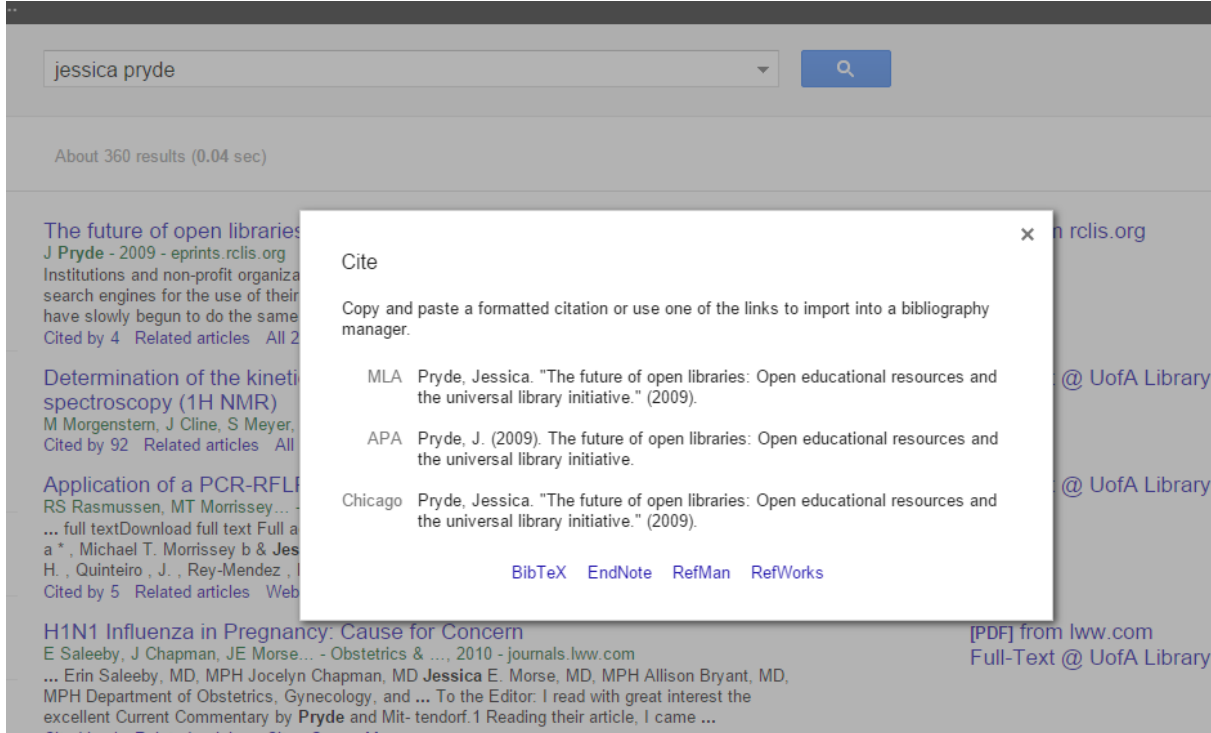 jessica pryde
About 360 results (0.04 sec)
The future of open libraries
J Pryde - 2009 - eprints.rclis.org
Institutions and non-profit organiza
search engines for the use of their
have slowly begun to do the same
Cited by 4 Related articles All 2
n rclis.org
Cite
Copy and paste a formatted citation or use one of the links to import into a bibliography
manager.
MLA Pryde, Jessica. "The future of open libraries: Open educational resources and
the universal library initiative." (2009).
APA Pryde, J. (2009). The future of open libraries: Open educational resources and
the universal library initiative.
Chicago Pryde, Jessica. "The future of open libraries: Open educational resources and
the universal library initiative." (2009).
BibTeX EndNote RefMan RefWorks
Determination of the kineti
spectroscopy (1H NMR)
M Morgenstern, J Cline, S Meyer,
Cited by 92 Related articles All
@ UofA Library
Application of a PCR-RFLP
RS Rasmussen, MT Morrissey... -
... full textDownload full text Full a
a * , Michael T. Morrissey b & Jes
H. , Quinteiro , J. , Rey-Mendez ,
Cited by 5 Related articles Web
@ UofA Library
H1N1 Influenza in Pregnancy: Cause for Concern
E Saleeby, J Chapman, JE Morse... - Obstetrics & ..., 2010 - journals.lww.com
... Erin Saleeby, MD, MPH Jocelyn Chapman, MD Jessica E. Morse, MD, MPH Allison Bryant, MD,
MPH Department of Obstetrics, Gynecology, and ... To the Editor: I read with great interest the
excellent Current Commentary by Pryde and Mit- tendorf.1 Reading their article, I came ...
[PDF] from lww.com
Full-Text @ UofA Library